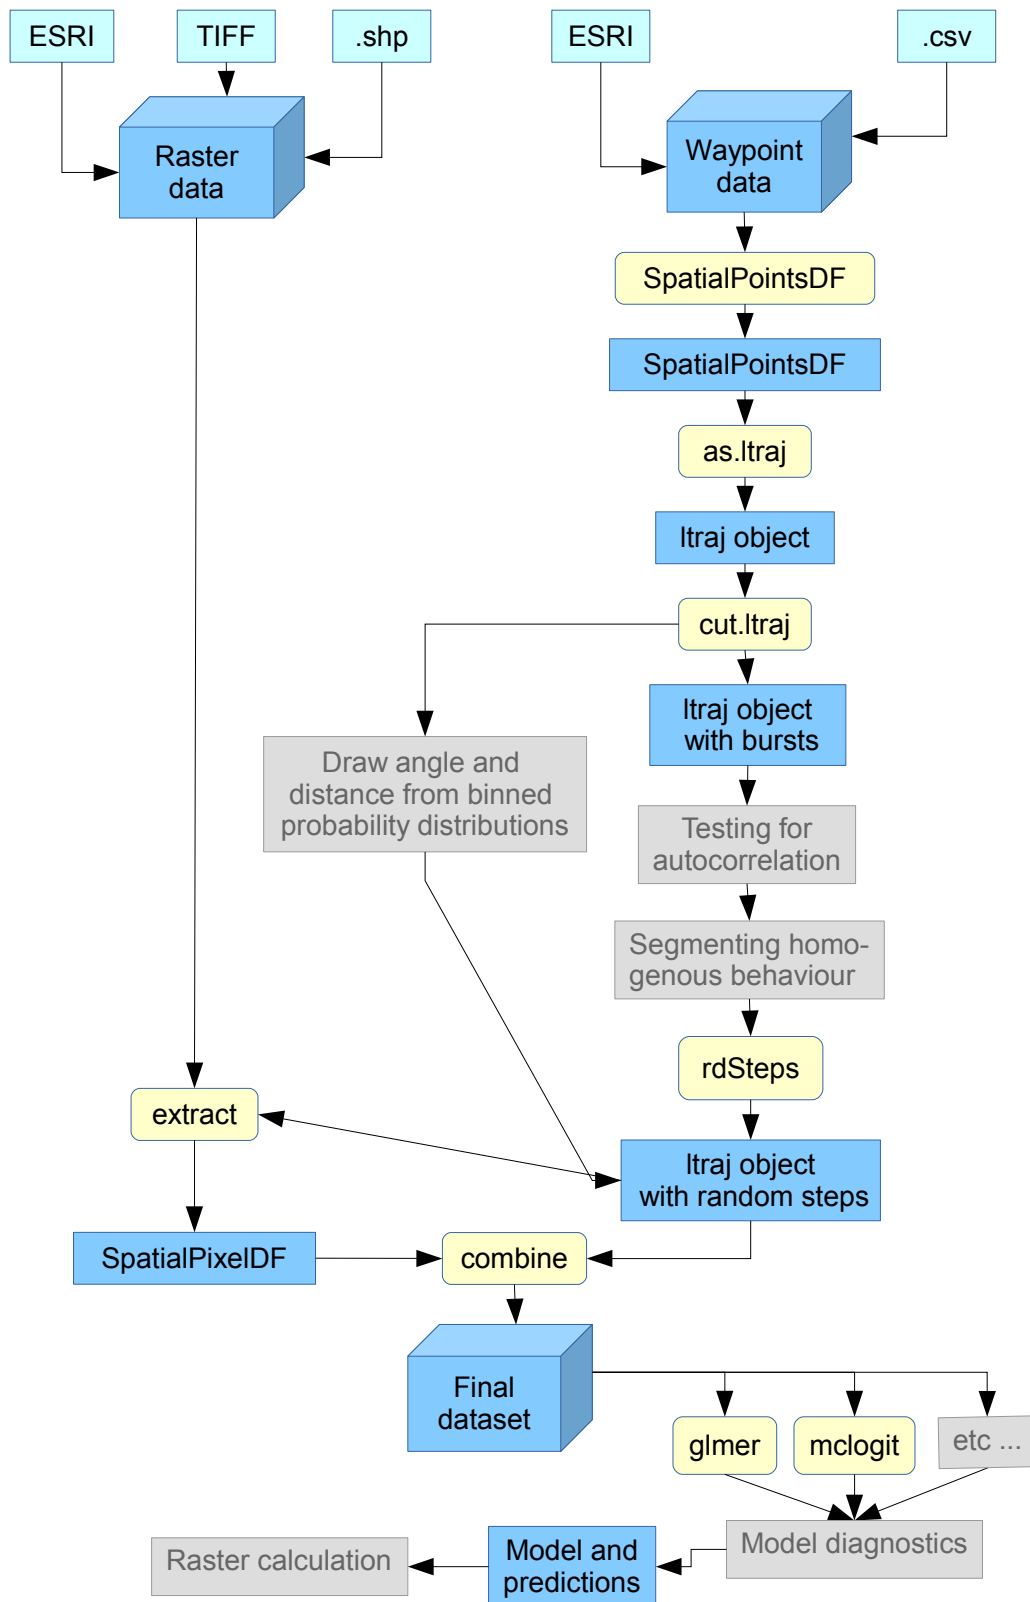 ESRI
TIFF
.shp
ESRI
.csv
Raster
data
Waypoint
data
SpatialPointsDF
SpatialPointsDF
as.ltraj
ltraj object
cut.ltraj
ltraj object
with bursts
Draw angle and
distance from binned
probability distributions
Testing for
autocorrelation
Segmenting homo-
genous behaviour
rdSteps
extract
ltraj object
with random steps
SpatialPixelDF
combine
Final
dataset
glmer
mclogit
etc ...
Raster calculation
Model and
predictions
Model diagnostics